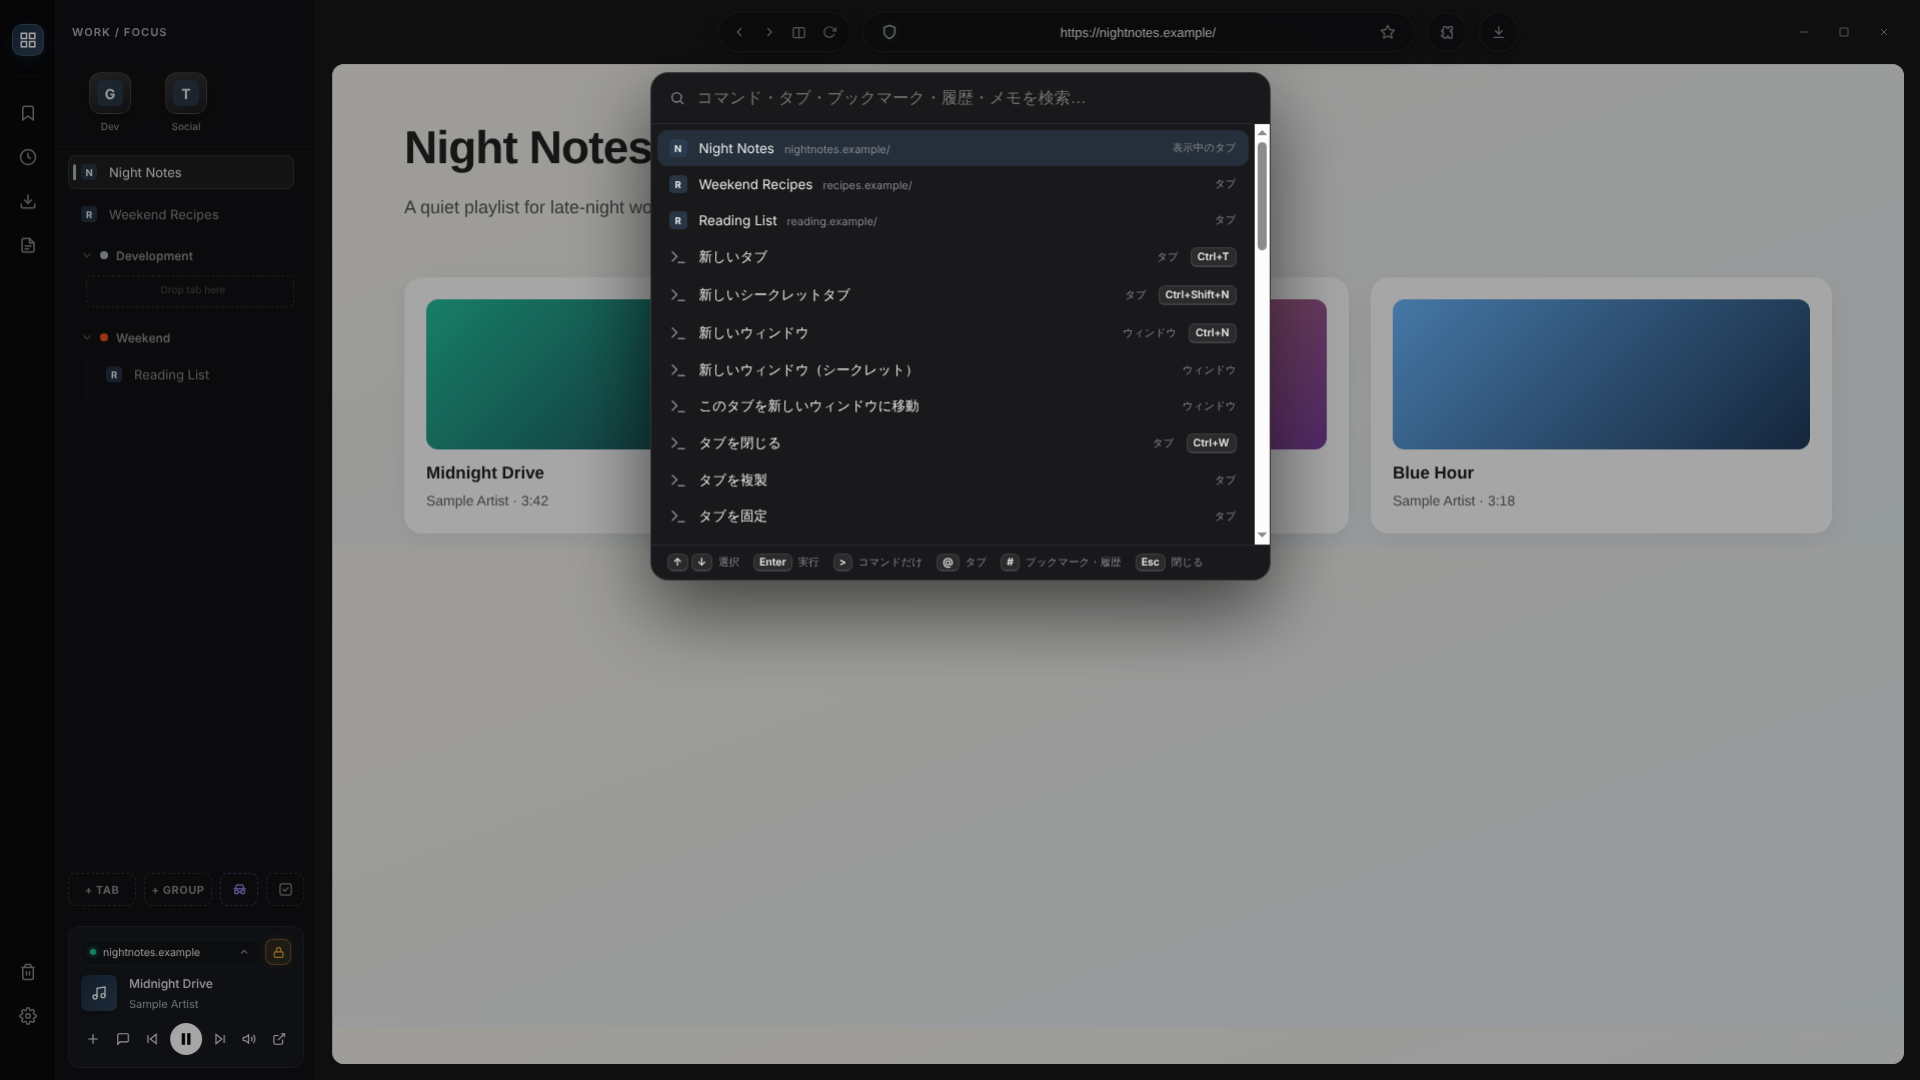 WORK / FOCUS
https://nightnotes.example/
G
T
Dev
Social
N
Night Notes
R
Weekend Recipes
Development
Drop tab here
Weekend
R
Reading List
+ TAB
+ GROUP
nightnotes.example
Midnight Drive
Sample Artist
Night Notes
A quiet playlist for late-night wo
Midnight Drive
Sample Artist · 3:42
Blue Hour
Sample Artist · 3:18
コマンド・タブ・ブックマーク・履歴・メモを検索…
N Night Notes nightnotes.example/ 表示中のタブ
R Weekend Recipes recipes.example/ タブ
R Reading List reading.example/ タブ
新しいタブ タブ Ctrl+T
新しいシークレットタブ タブ Ctrl+Shift+N
新しいウィンドウ ウィンドウ Ctrl+N
新しいウィンドウ（シークレット） ウィンドウ
このタブを新しいウィンドウに移動 ウィンドウ
タブを閉じる タブ Ctrl+W
タブを複製 タブ
タブを固定 タブ
↑ ↓ 選択 Enter 実行 > コマンドだけ @ タブ # ブックマーク・履歴 Esc 閉じる